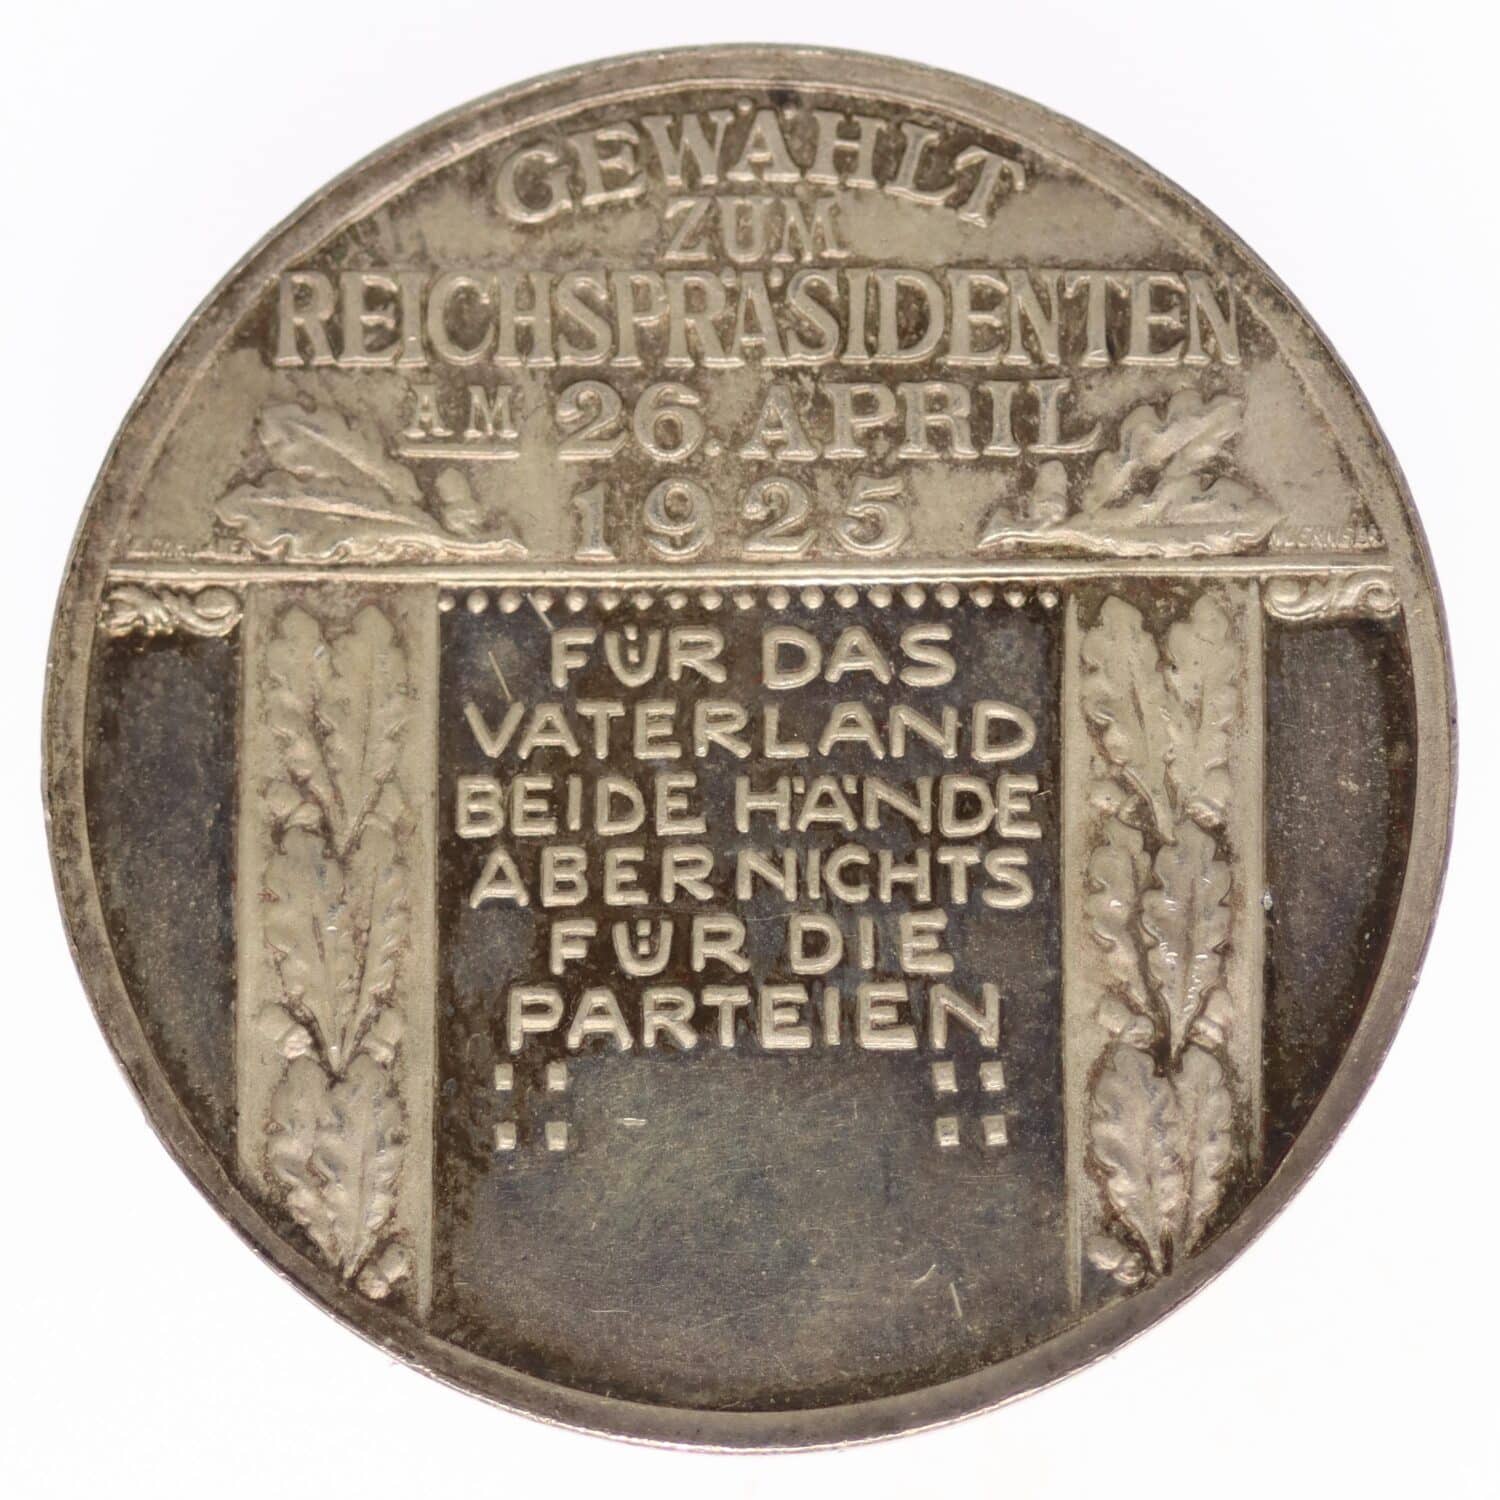 GEWÄHLT
ZUM
REICHSPRÄSIDENTEN
AM 26. APRIL
1925
FÜR DAS
VATERLAND
BEIDE HÄNDE
ABER NICHTS
FÜR DIE
PARTEIEN